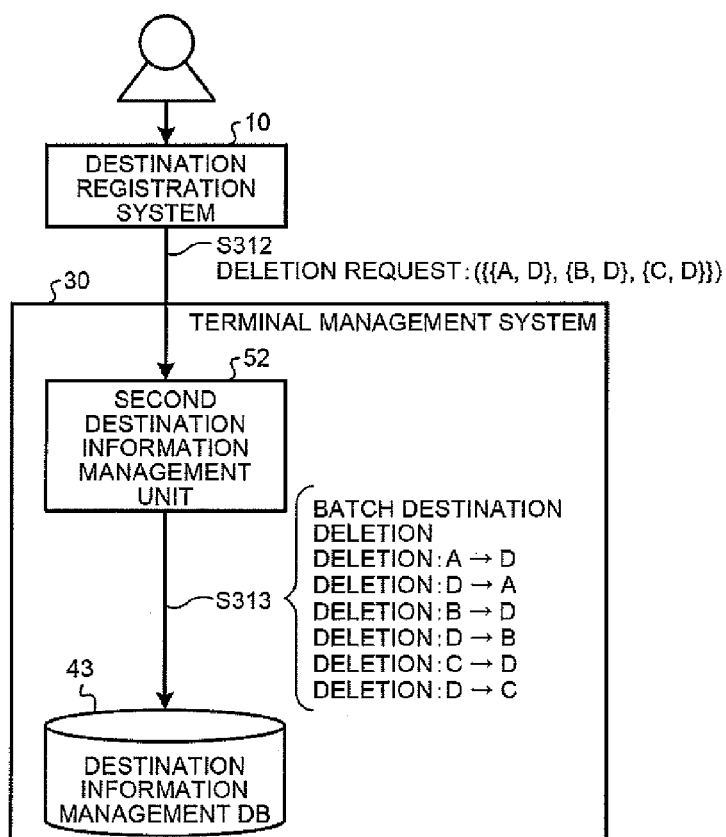 10
DESTINATION
REGISTRATION
SYSTEM
S312
DELETION REQUEST:({{A, D}, {B, D}, {C, D}})
30
TERMINAL MANAGEMENT SYSTEM
52
SECOND
DESTINATION
INFORMATION
MANAGEMENT
UNIT
BATCH DESTINATION
DELETION
DELETION:A → D
DELETION:D → A
DELETION:B → D
DELETION:D → B
DELETION:C → D
DELETION:D → C
S313
43
DESTINATION
INFORMATION
MANAGEMENT DB